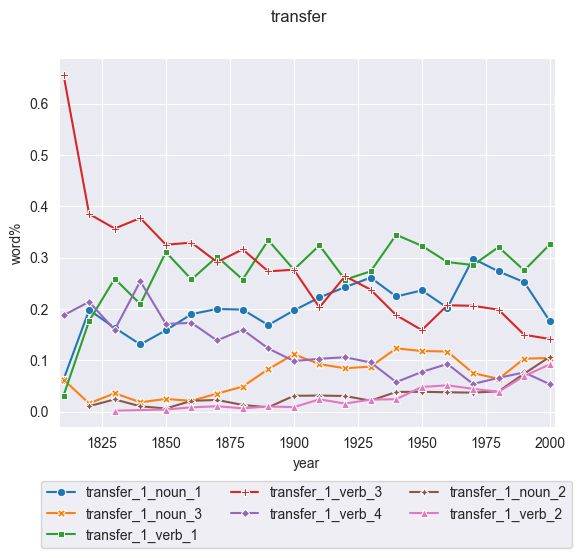 transfer
0.6
0.5
0.4
0.3
0.2
0.1
0.0
word%
1825 1850 1875 1900 1925 1950 1975 2000
year
transfer_1_noun_1 transfer_1_verb_3 transfer_1_noun_2
transfer_1_noun_3 transfer_1_verb_4 transfer_1_verb_2
transfer_1_verb_1